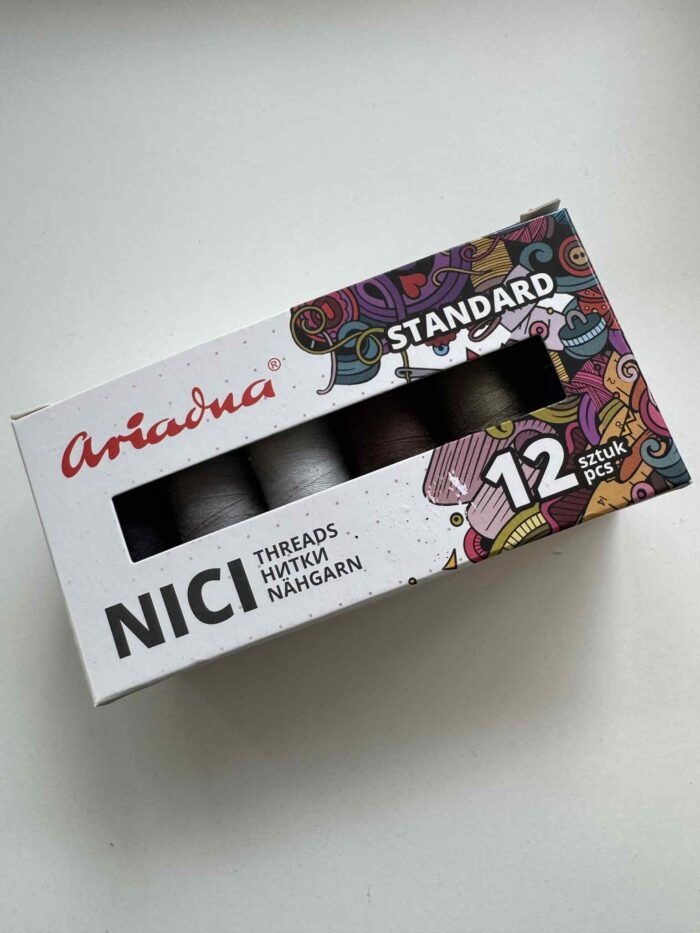 Ariadna®
STANDARD
12
sztuk
pcs
NICI
THREADS
НИТКИ
NÄHGARN